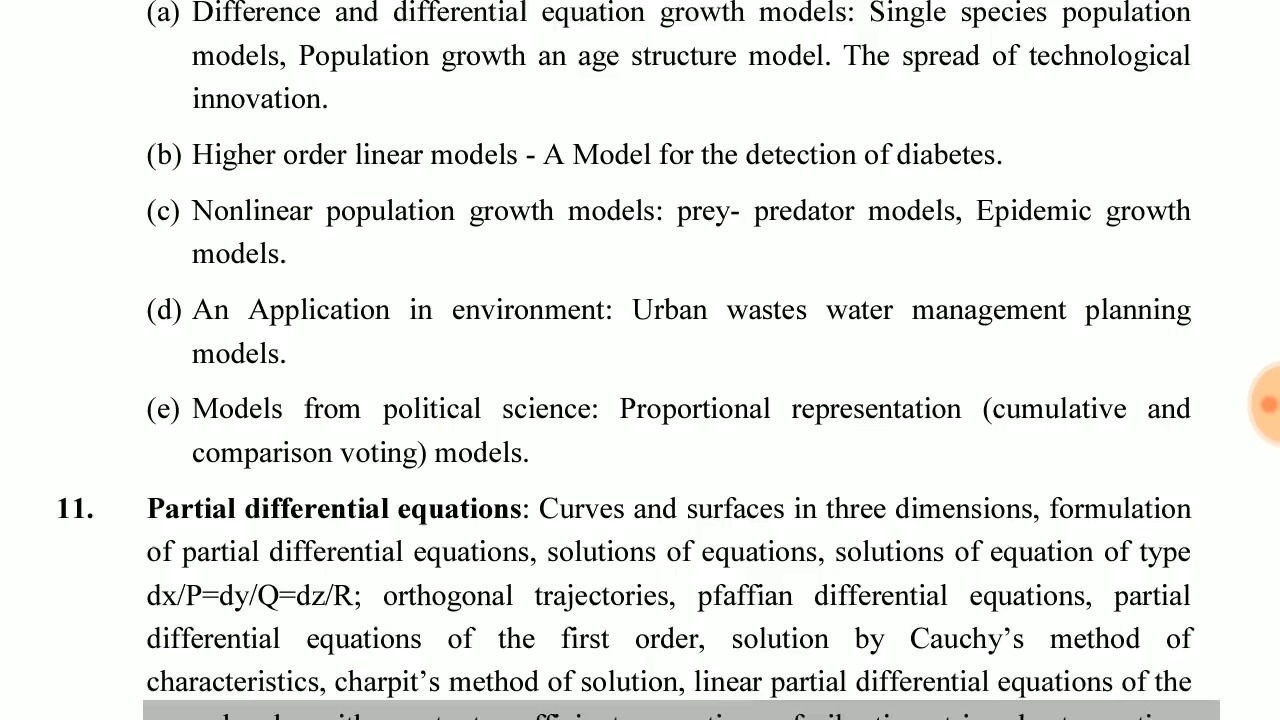 (a) Difference and differential equation growth models: Single species population
models, Population growth an age structure model. The spread of technological
innovation.
(b) Higher order linear models - A Model for the detection of diabetes.
(c) Nonlinear population growth models: prey- predator models, Epidemic growth
models.
(d) An Application in environment: Urban wastes water management planning
models.
(e) Models from political science: Proportional representation (cumulative and
comparison voting) models.
11. Partial differential equations: Curves and surfaces in three dimensions, formulation
of partial differential equations, solutions of equations, solutions of equation of type
dx/P=dy/Q=dz/R; orthogonal trajectories, pfaffian differential equations, partial
differential equations of the first order, solution by Cauchy’s method of
characteristics, charpit’s method of solution, linear partial differential equations of the